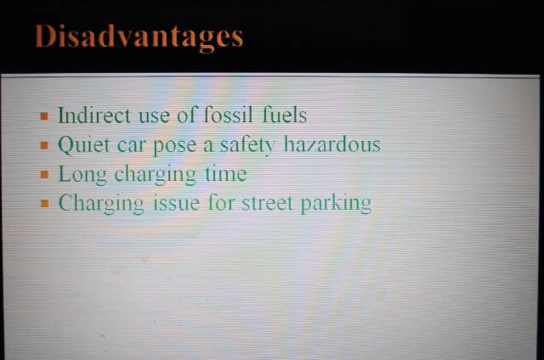 Disadvantages
Indirect use of fossil fuels
Quiet car pose a safety hazardous
Long charging time
Charging issue for street parking